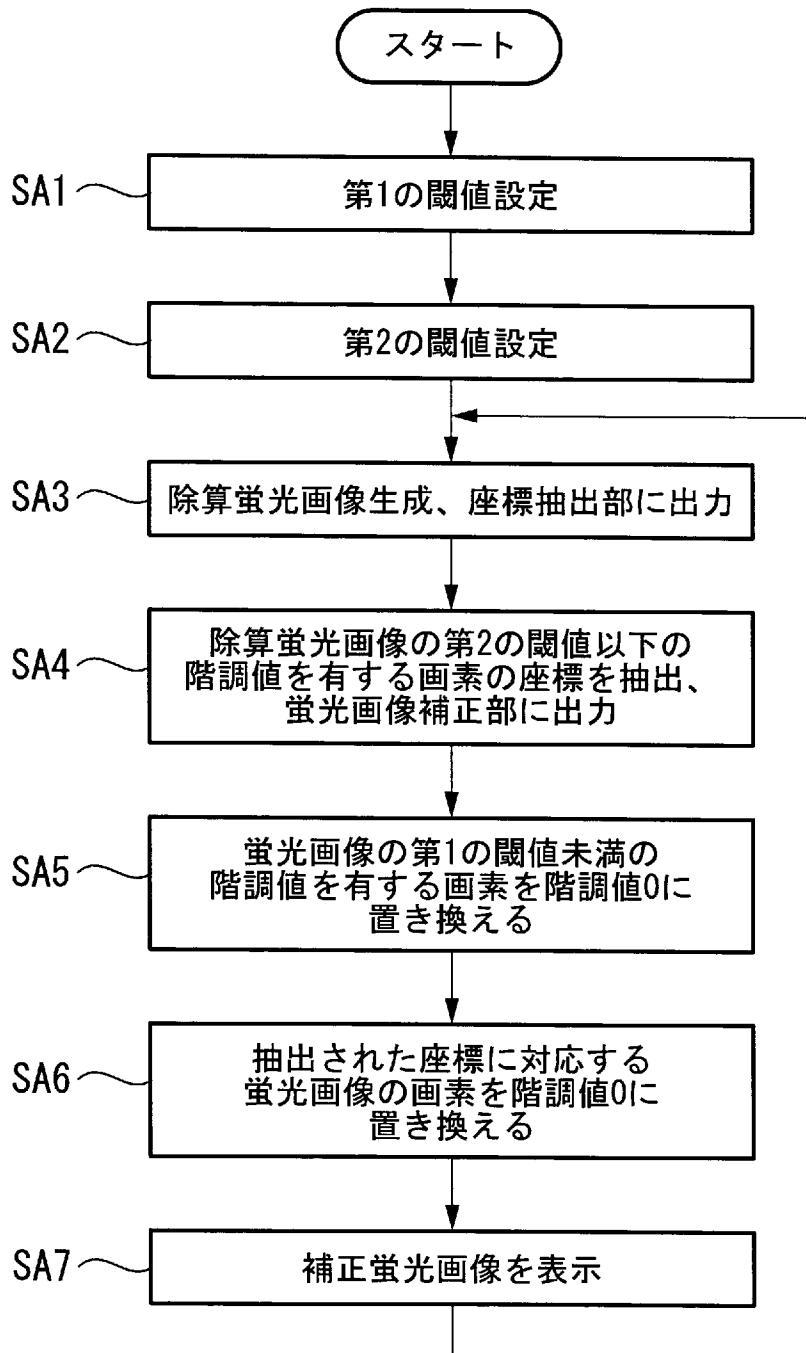 スタート
SA1
第1の閾値設定
SA2
第2の閾値設定
SA3
除算蛍光画像生成、座標抽出部に出力
SA4
除算蛍光画像の第2の閾値以下の
階調値を有する画素の座標を抽出、
蛍光画像補正部に出力
SA5
蛍光画像の第1の閾値未満の
階調値を有する画素を階調値0に
置き換える
SA6
抽出された座標に対応する
蛍光画像の画素を階調値0に
置き換える
SA7
補正蛍光画像を表示